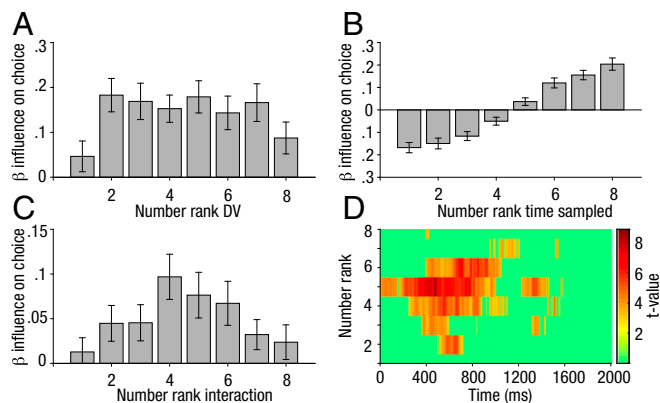 A
β influence on choice
.3
.2
.1
0
2 4 6 8
Number rank DV
B
β influence on choice
.2
.1
0
.1
.2
.3
2 4 6 8
Number rank time sampled
C
β influence on choice
.15
.1
.05
0
2 4 6 8
Number rank interaction
D
Number rank
8
6
4
2
1
0 400 800 1200 1600 2000
Time (ms)
8
6
4
2
t-value